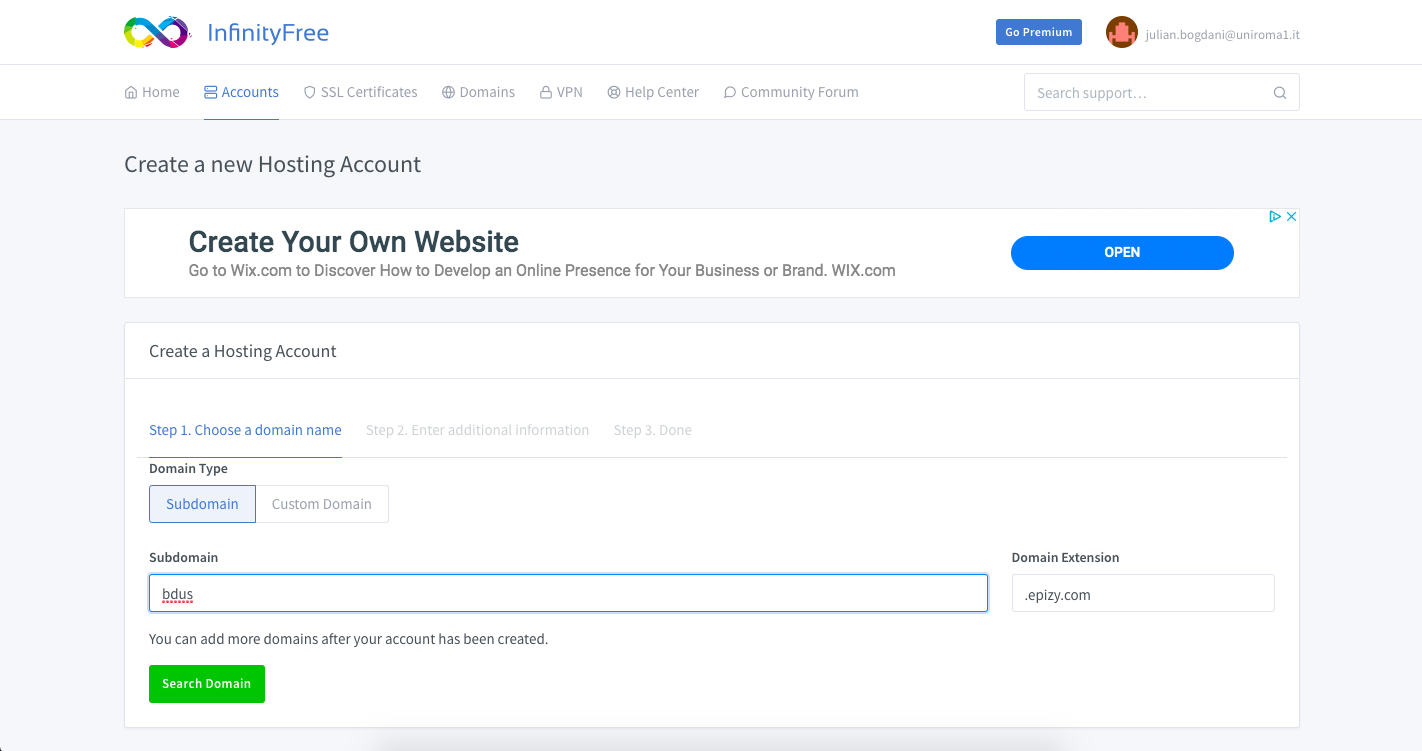 InfinityFree
Go Premium
julian.bogdani@uniroma1.it
Home Accounts SSL Certificates Domains VPN Help Center Community Forum
Search support...
Create a new Hosting Account
Create Your Own Website
Go to Wix.com to Discover How to Develop an Online Presence for Your Business or Brand. WIX.com
OPEN
Create a Hosting Account
Step 1. Choose a domain name Step 2. Enter additional information Step 3. Done
Domain Type
Subdomain Custom Domain
Subdomain Domain Extension
bdus .epizy.com
You can add more domains after your account has been created.
Search Domain